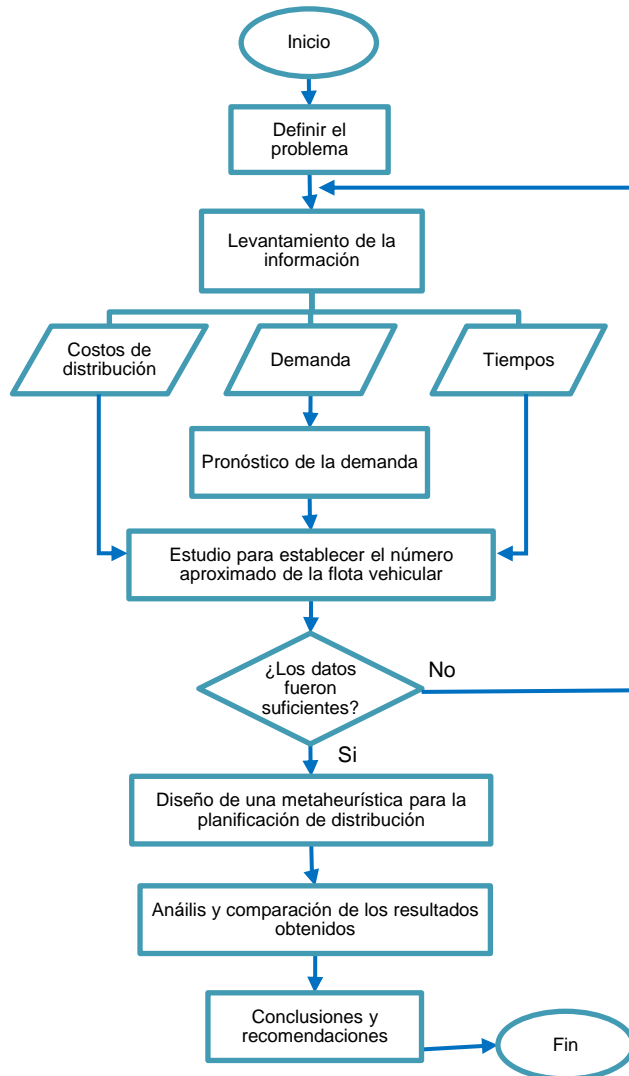 Inicio
Definir el
problema
Levantamiento de la
información
Costos de
distribución
Demanda
Tiempos
Pronóstico de la demanda
Estudio para establecer el número
aproximado de la flota vehicular
¿Los datos
fueron
suficientes?
No
Si
Diseño de una metaheurística para la
planificación de distribución
Anáilis y comparación de los resultados
obtenidos
Conclusiones y
recomendaciones
Fin